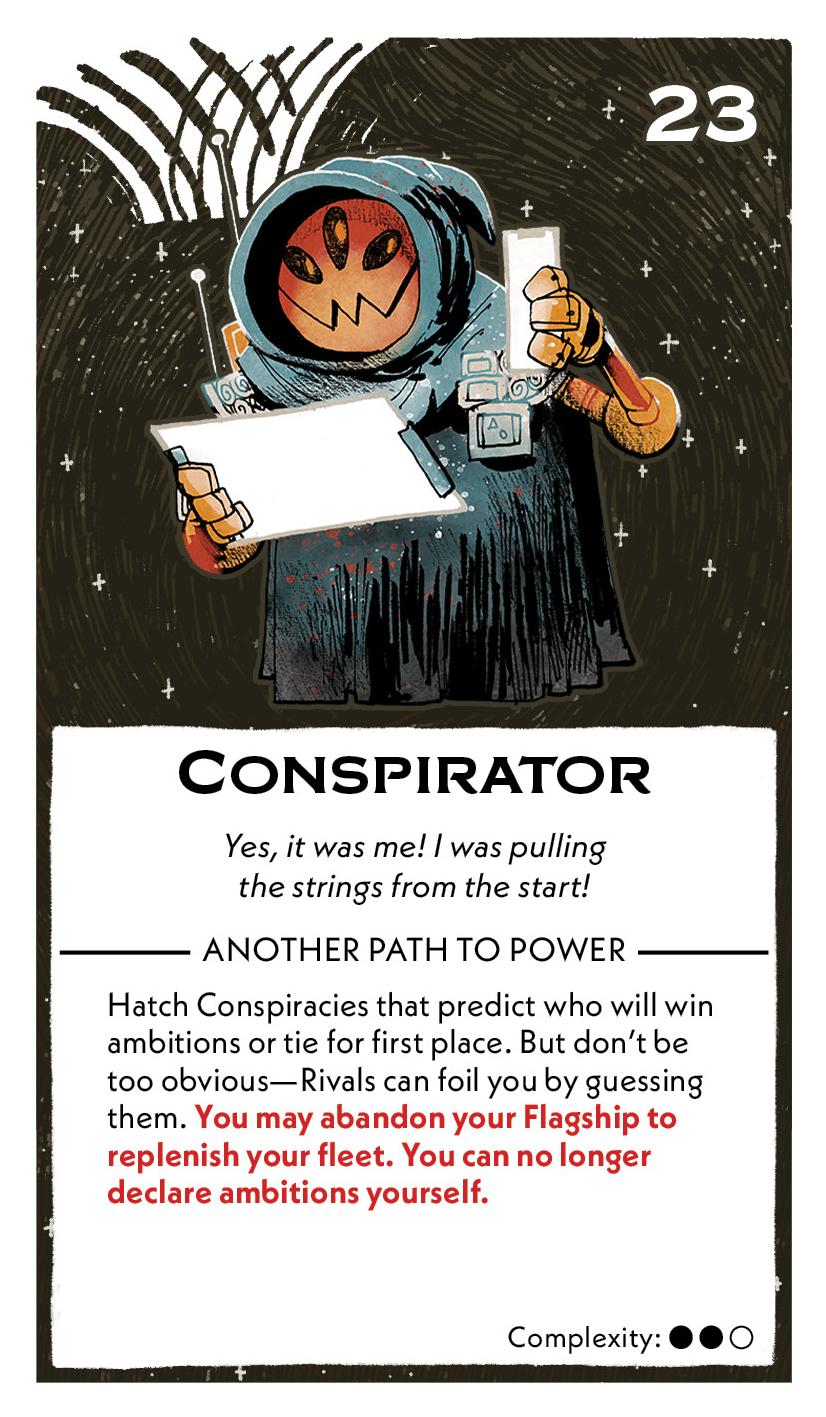 23
CONSPIRATOR
Yes, it was me! I was pulling
the strings from the start!
ANOTHER PATH TO POWER
Hatch Conspiracies that predict who will win
ambitions or tie for first place. But don't be
too obvious—Rivals can foil you by guessing
them. You may abandon your Flagship to
replenish your fleet. You can no longer
declare ambitions yourself.
Complexity: ●●○